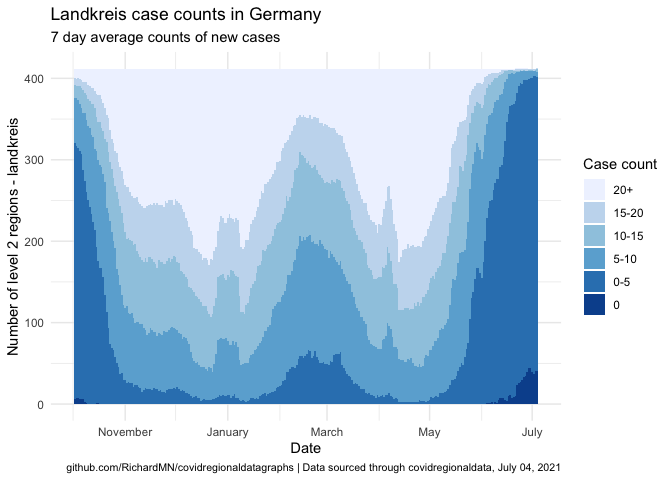 Landkreis case counts in Germany
7 day average counts of new cases
Number of level 2 regions - landkreis
400
300
200
100
0
November
January
March
May
July
Date
Case count
20+
15-20
10-15
5-10
0-5
0
github.com/RichardMN/covidregionaldatagraphs | Data sourced through covidregionaldata, July 04, 2021